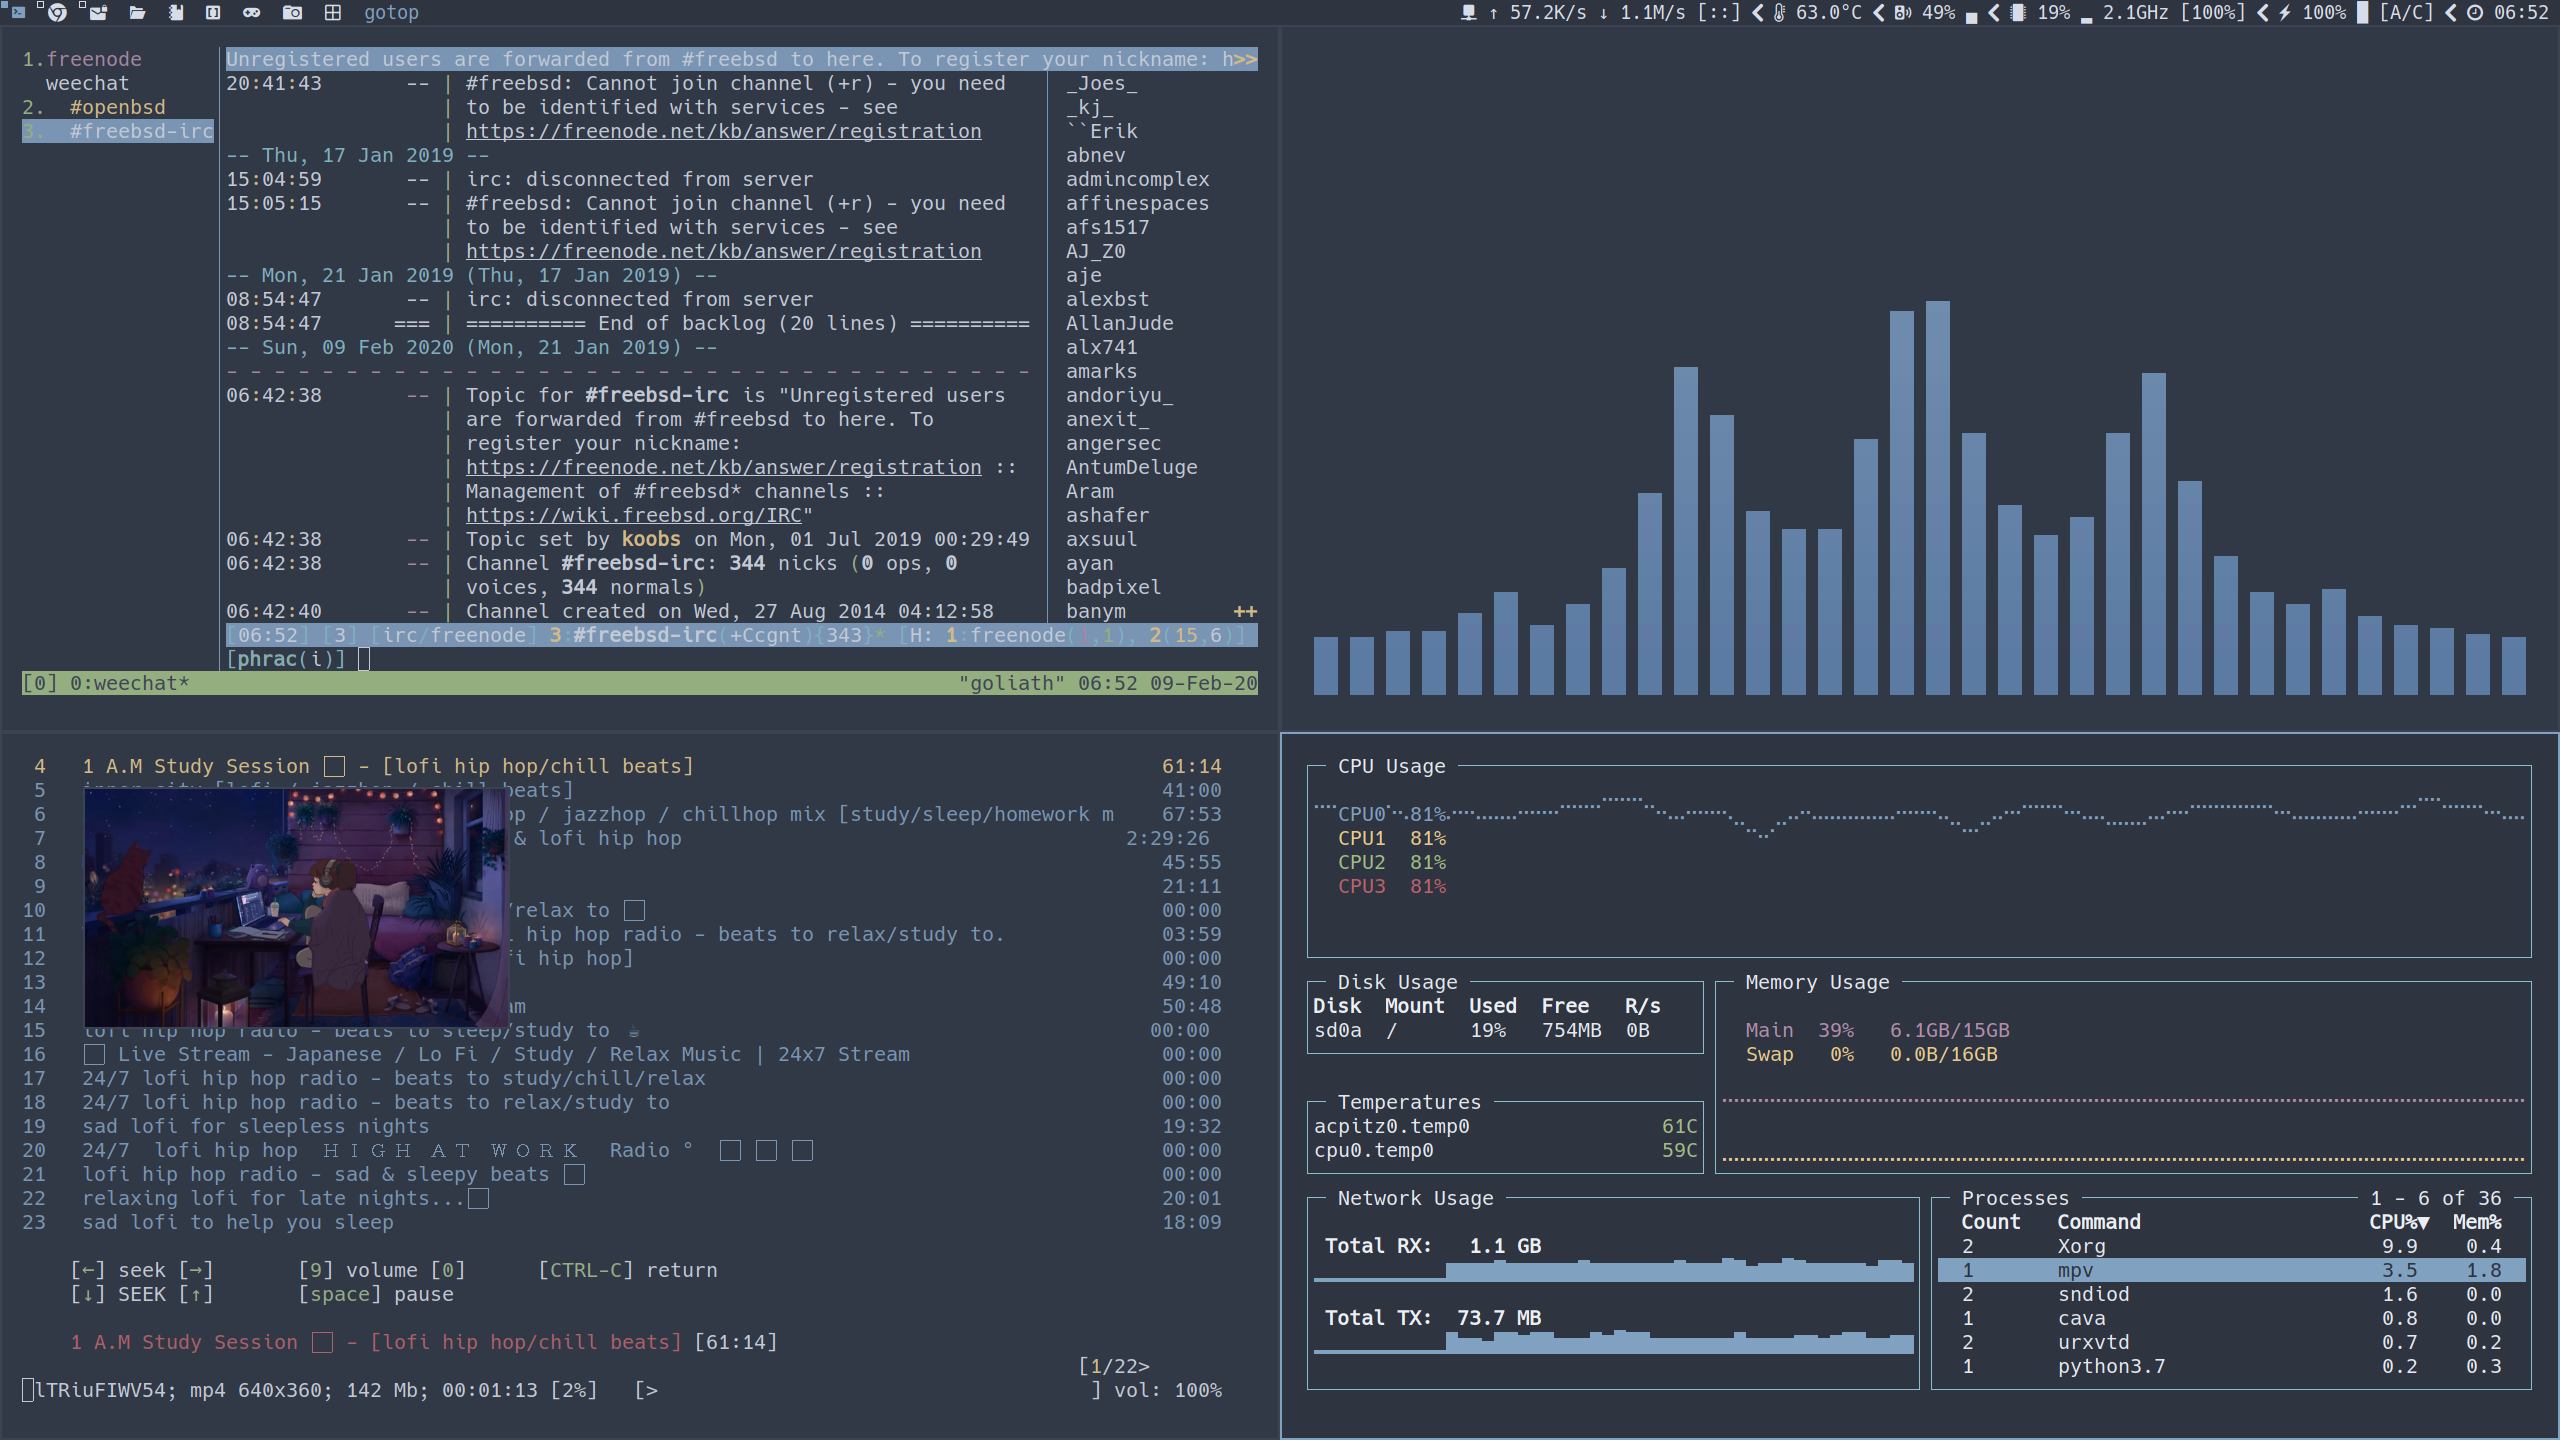 gotop
↑ 57.2K/s ↓ 1.1M/s [::] 63.0°C 49% 19% 2.1GHz [100%] 100% [A/C] 06:52
1.freenode
weechat
2. #openbsd
3. #freebsd-irc
Unregistered users are forwarded from #freebsd to here. To register your nickname: h>>
20:41:43 -- | #freebsd: Cannot join channel (+r) - you need
| to be identified with services - see
| https://freenode.net/kb/answer/registration
-- Thu, 17 Jan 2019 --
15:04:59 -- | irc: disconnected from server
15:05:15 -- | #freebsd: Cannot join channel (+r) - you need
| to be identified with services - see
| https://freenode.net/kb/answer/registration
-- Mon, 21 Jan 2019 (Thu, 17 Jan 2019) --
08:54:47 -- | irc: disconnected from server
08:54:47 === | ========== End of backlog (20 lines) ==========
-- Sun, 09 Feb 2020 (Mon, 21 Jan 2019) --
- - - - - - - - - - - - - - - - - - - - - - - - - - - - - - - - - -
06:42:38 -- | Topic for #freebsd-irc is "Unregistered users
| are forwarded from #freebsd to here. To
| register your nickname:
| https://freenode.net/kb/answer/registration ::
| Management of #freebsd* channels ::
| https://wiki.freebsd.org/IRC"
06:42:38 -- | Topic set by koobs on Mon, 01 Jul 2019 00:29:49
06:42:38 -- | Channel #freebsd-irc: 344 nicks (0 ops, 0
| voices, 344 normals)
06:42:40 -- | Channel created on Wed, 27 Aug 2014 04:12:58
_Joes_
_kj_
``Erik
abnev
admincomplex
affinespaces
afs1517
AJ_Z0
aje
alexbst
AllanJude
alx741
amarks
andoriyu_
anexit_
angersec
AntumDeluge
Aram
ashafer
axsuul
ayan
badpixel
banym ++
[06:52] [3] [irc/freenode] 3:#freebsd-irc(+Ccgnt){343}* [H: 1:freenode(1,1), 2(15,6)]
[phrac(i)]
[0] 0:weechat* "goliath" 06:52 09-Feb-20
4 1 A.M Study Session □ - [lofi hip hop/chill beats] 61:14
5 beats] 41:00
6 / jazzhop / chillhop mix [study/sleep/homework m 67:53
7 & lofi hip hop 2:29:26
8 45:55
9 21:11
10 /relax to □ 00:00
11 hip hop radio - beats to relax/study to. 03:59
12 hip hop] 00:00
13 49:10
14 50:48
15 lofi hip hop radio - beats to sleep/study to ☕ 00:00
16 □ Live Stream - Japanese / Lo Fi / Study / Relax Music | 24x7 Stream 00:00
17 24/7 lofi hip hop radio - beats to study/chill/relax 00:00
18 24/7 lofi hip hop radio - beats to relax/study to 00:00
19 sad lofi for sleepless nights 19:32
20 24/7 lofi hip hop H I G H A T W O R K Radio ° □ □ □ 00:00
21 lofi hip hop radio - sad & sleepy beats □ 00:00
22 relaxing lofi for late nights...□ 20:01
23 sad lofi to help you sleep 18:09
[←] seek [→] [9] volume [0] [CTRL-C] return
[↓] SEEK [↑] [space] pause
1 A.M Study Session □ - [lofi hip hop/chill beats] [61:14]
[1/22>
lTRiuFIWV54; mp4 640x360; 142 Mb; 00:01:13 [2%] [> ] vol: 100%
CPU Usage
CPU0 81%
CPU1 81%
CPU2 81%
CPU3 81%
Disk Usage
Disk Mount Used Free R/s
sd0a / 19% 754MB 0B
Memory Usage
Main 39% 6.1GB/15GB
Swap 0% 0.0B/16GB
Temperatures
acpitz0.temp0 61C
cpu0.temp0 59C
Network Usage
Total RX: 1.1 GB
Total TX: 73.7 MB
Processes 1 - 6 of 36
Count Command CPU%▼ Mem%
2 Xorg 9.9 0.4
1 mpv 3.5 1.8
2 sndiod 1.6 0.0
1 cava 0.8 0.0
2 urxvtd 0.7 0.2
1 python3.7 0.2 0.3